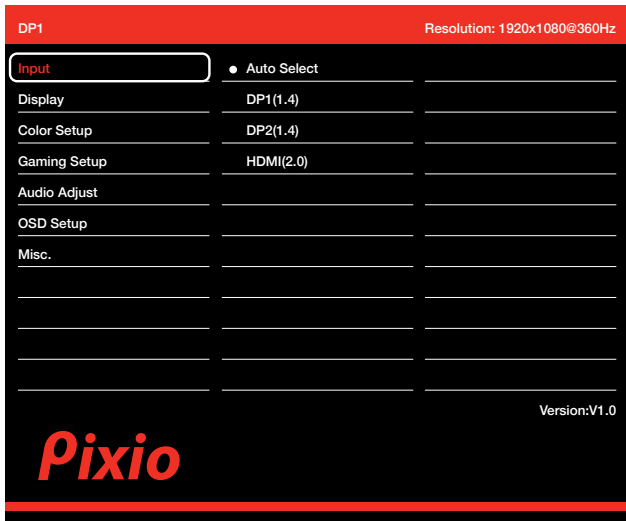 DP1 Resolution: 1920x1080@360Hz
Input Auto Select
Display DP1(1.4)
Color Setup DP2(1.4)
Gaming Setup HDMI(2.0)
Audio Adjust
OSD Setup
Misc.
Version:V1.0
Pixio